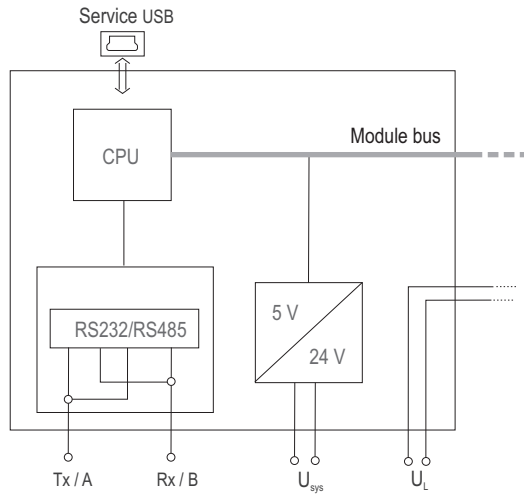 Service USB
CPU
Module bus
RS232/RS485
5 V
24 V
Tx / A
Rx / B
Usys
UL